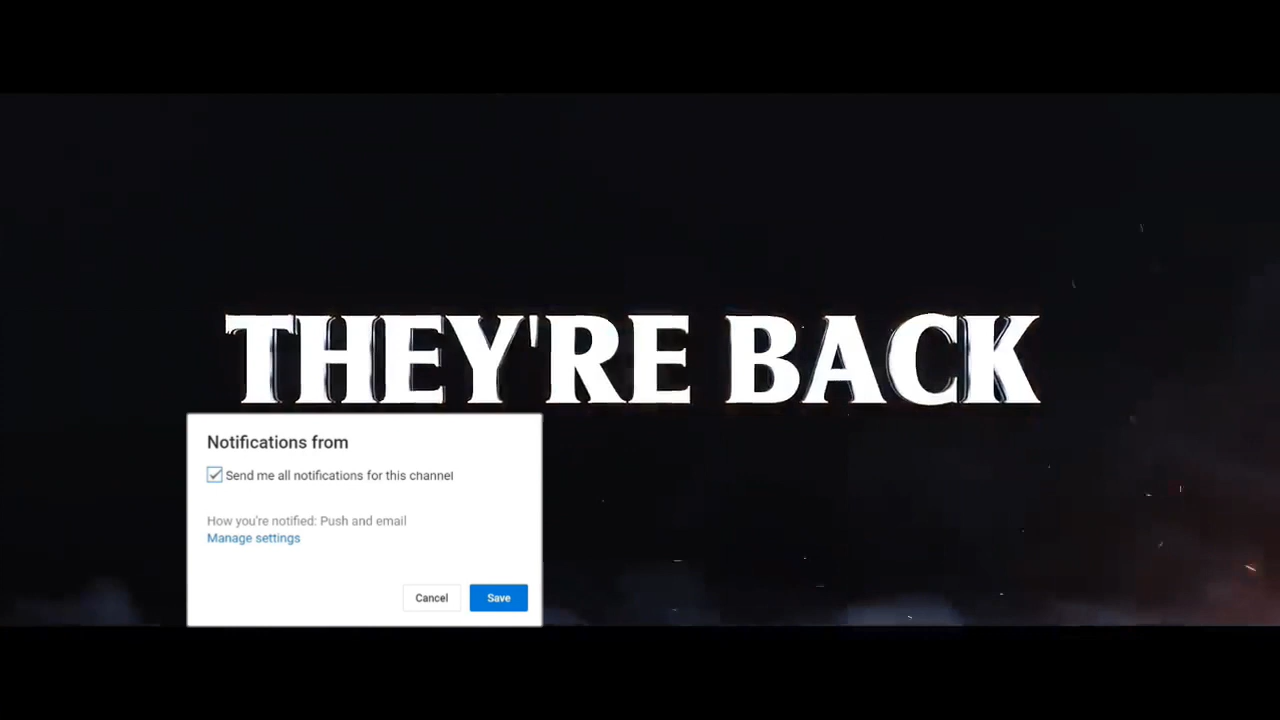 THEY'RE BACK
Notifications from
Send me all notifications for this channel
How you're notified: Push and email
Manage settings
Cancel
Save